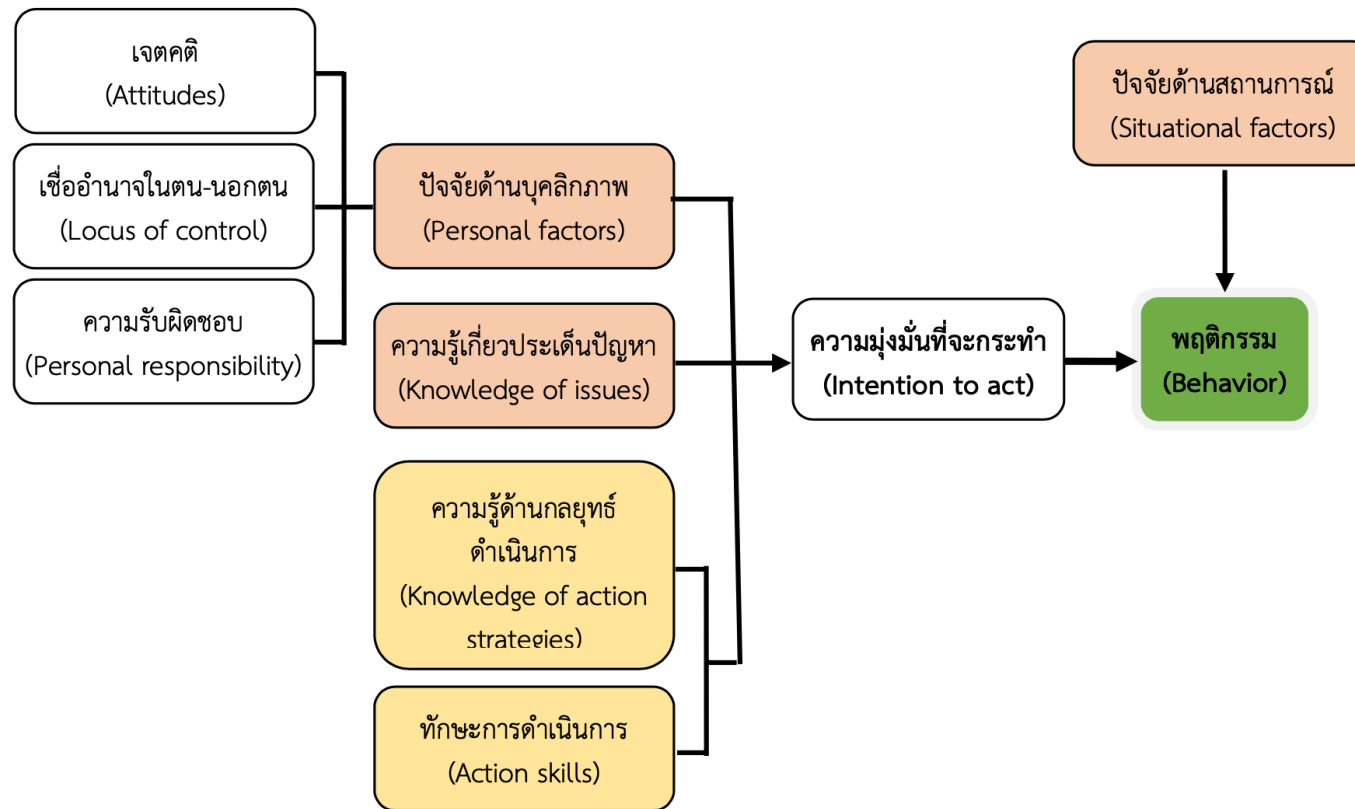 เจตคติ
(Attitudes)
เชื่ออำนาจในตน-นอกตน
(Locus of control)
ความรับผิดชอบ
(Personal responsibility)
ปัจจัยด้านบุคลิกภาพ
(Personal factors)
ความรู้เกี่ยวประเด็นปัญหา
(Knowledge of issues)
ความรู้ด้านกลยุทธ์
ดำเนินการ
(Knowledge of action
strategies)
ทักษะการดำเนินการ
(Action skills)
ความมุ่งมั่นที่จะกระทำ
(Intention to act)
ปัจจัยด้านสถานการณ์
(Situational factors)
พฤติกรรม
(Behavior)